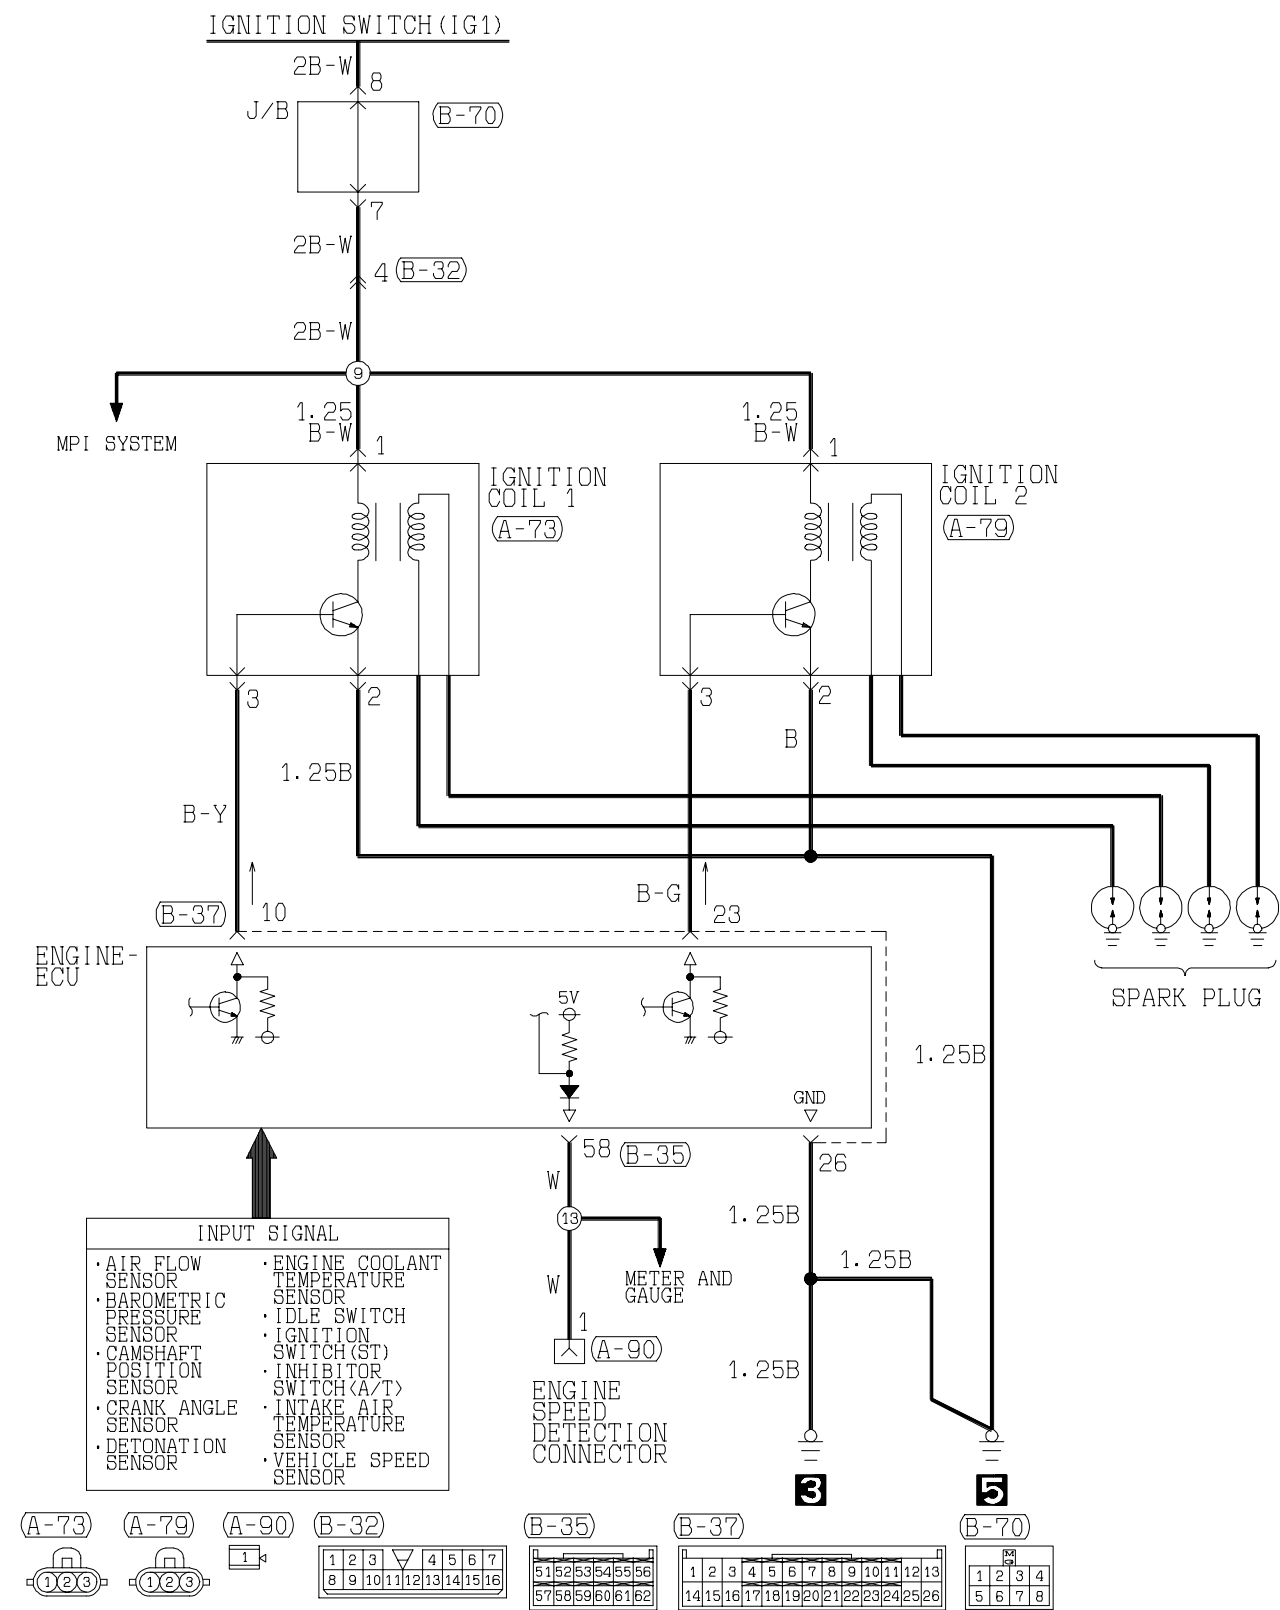 IGNITION SWITCH(IG1)
2B-W
8
J/B
B-70
7
2B-W
4
B-32
2B-W
9
1.25
B-W
1
1.25
B-W
1
MPI SYSTEM
IGNITION
COIL 1
A-73
IGNITION
COIL 2
A-79
3
2
3
2
B
1.25B
B-Y
B-G
B-37
10
23
ENGINE-
ECU
5V
SPARK PLUG
1.25B
GND
58
B-35
26
W
13
1.25B
1.25B
METER AND
GAUGE
W
1
A-90
1.25B
ENGINE
SPEED
DETECTION
CONNECTOR
3
5
INPUT SIGNAL
·AIR FLOW
SENSOR
·BAROMETRIC
PRESSURE
SENSOR
·CAMSHAFT
POSITION
SENSOR
·CRANK ANGLE
SENSOR
·DETONATION
SENSOR
·ENGINE COOLANT
TEMPERATURE
SENSOR
·IDLE SWITCH
·IGNITION
SWITCH(ST)
·INHIBITOR
SWITCH<A/T>
·INTAKE AIR
TEMPERATURE
SENSOR
·VEHICLE SPEED
SENSOR
A-73
1 2 3
A-79
1 2 3
A-90
1
B-32
1 2 3 4 5 6 7
8 9 10 11 12 13 14 15 16
B-35
51 52 53 54 55 56
57 58 59 60 61 62
B-37
1 2 3 4 5 6 7 8 9 10 11 12 13
14 15 16 17 18 19 20 21 22 23 24 25 26
B-70
1 2 3 4
5 6 7 8